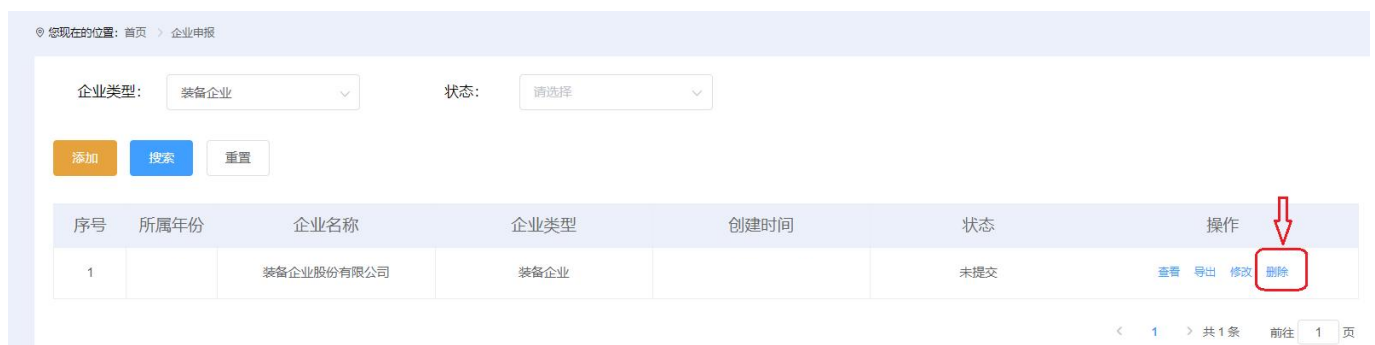 您现在的位置: 首页 > 企业申报
企业类型: 装备企业 状态: 请选择
添加 搜索 重置
序号 所属年份 企业名称 企业类型 创建时间 状态 操作
1 装备企业股份有限公司 装备企业 未提交 查看 导出 修改 删除
< 1 > 共1条 前往 1 页